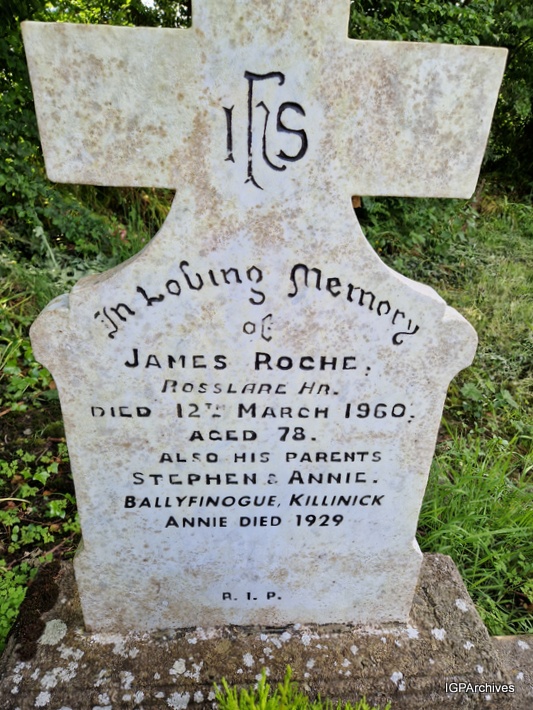 IHS
In Loving Memory
of
JAMES ROCHE.
ROSSLARE HR.
DIED 12TH MARCH 1960.
AGED 78.
ALSO HIS PARENTS
STEPHEN & ANNIE.
BALLYFINOGUE, KILLINICK
ANNIE DIED 1929
R. I. P.
IGPArchives